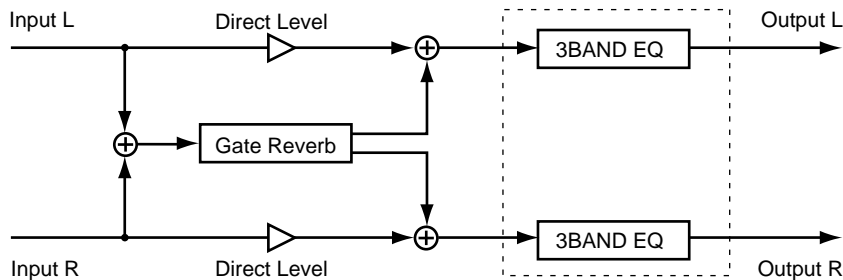 Input L
Direct Level
Output L
3BAND EQ
Gate Reverb
3BAND EQ
Input R
Direct Level
Output R